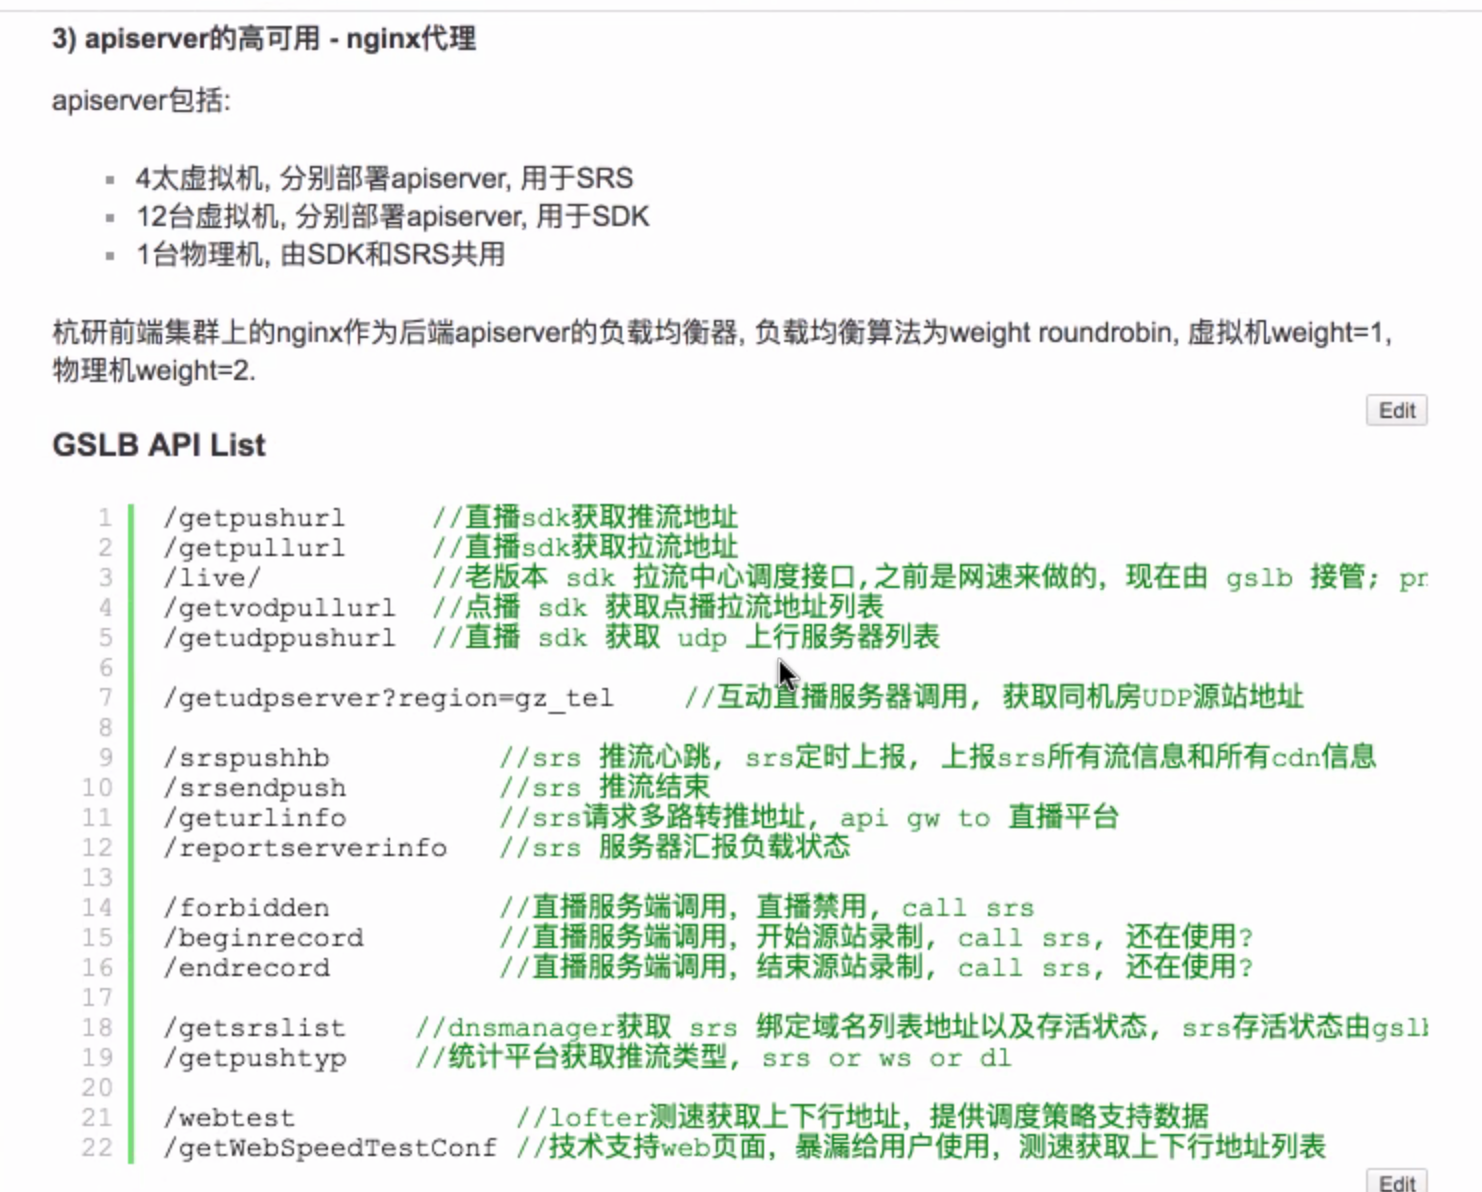 3) apiserver的高可用 - nginx代理
apiserver包括:
4太虚拟机, 分别部署apiserver, 用于SRS
12台虚拟机, 分别部署apiserver, 用于SDK
1台物理机, 由SDK和SRS共用
杭研前端集群上的nginx作为后端apiserver的负载均衡器, 负载均衡算法为weight roundrobin, 虚拟机weight=1,
物理机weight=2.
Edit
GSLB API List
1 /getpushurl //直播sdk获取推流地址
2 /getpullurl //直播sdk获取拉流地址
3 /live/ //老版本 sdk 拉流中心调度接口,之前是网速来做的, 现在由 gslb 接管; pr
4 /getvodpullurl //点播 sdk 获取点播拉流地址列表
5 /getudppushurl //直播 sdk 获取 udp 上行服务器列表
6
7 /getudpserver?region=gz_tel //互动直播服务器调用, 获取同机房UDP源站地址
8
9 /srspushhb //srs 推流心跳, srs定时上报, 上报srs所有流信息和所有cdn信息
10 /srsendpush //srs 推流结束
11 /geturlinfo //srs请求多路转推地址, api gw to 直播平台
12 /reportserverinfo //srs 服务器汇报负载状态
13
14 /forbidden //直播服务端调用, 直播禁用, call srs
15 /beginrecord //直播服务端调用, 开始源站录制, call srs, 还在使用?
16 /endrecord //直播服务端调用, 结束源站录制, call srs, 还在使用?
17
18 /getsrslist //dnsmanager获取 srs 绑定域名列表地址以及存活状态, srs存活状态由gsl
19 /getpushtyp //统计平台获取推流类型, srs or ws or dl
20
21 /webtest //lofter测速获取上下行地址, 提供调度策略支持数据
22 /getWebSpeedTestConf //技术支持web页面, 暴漏给用户使用, 测速获取上下行地址列表
Edit